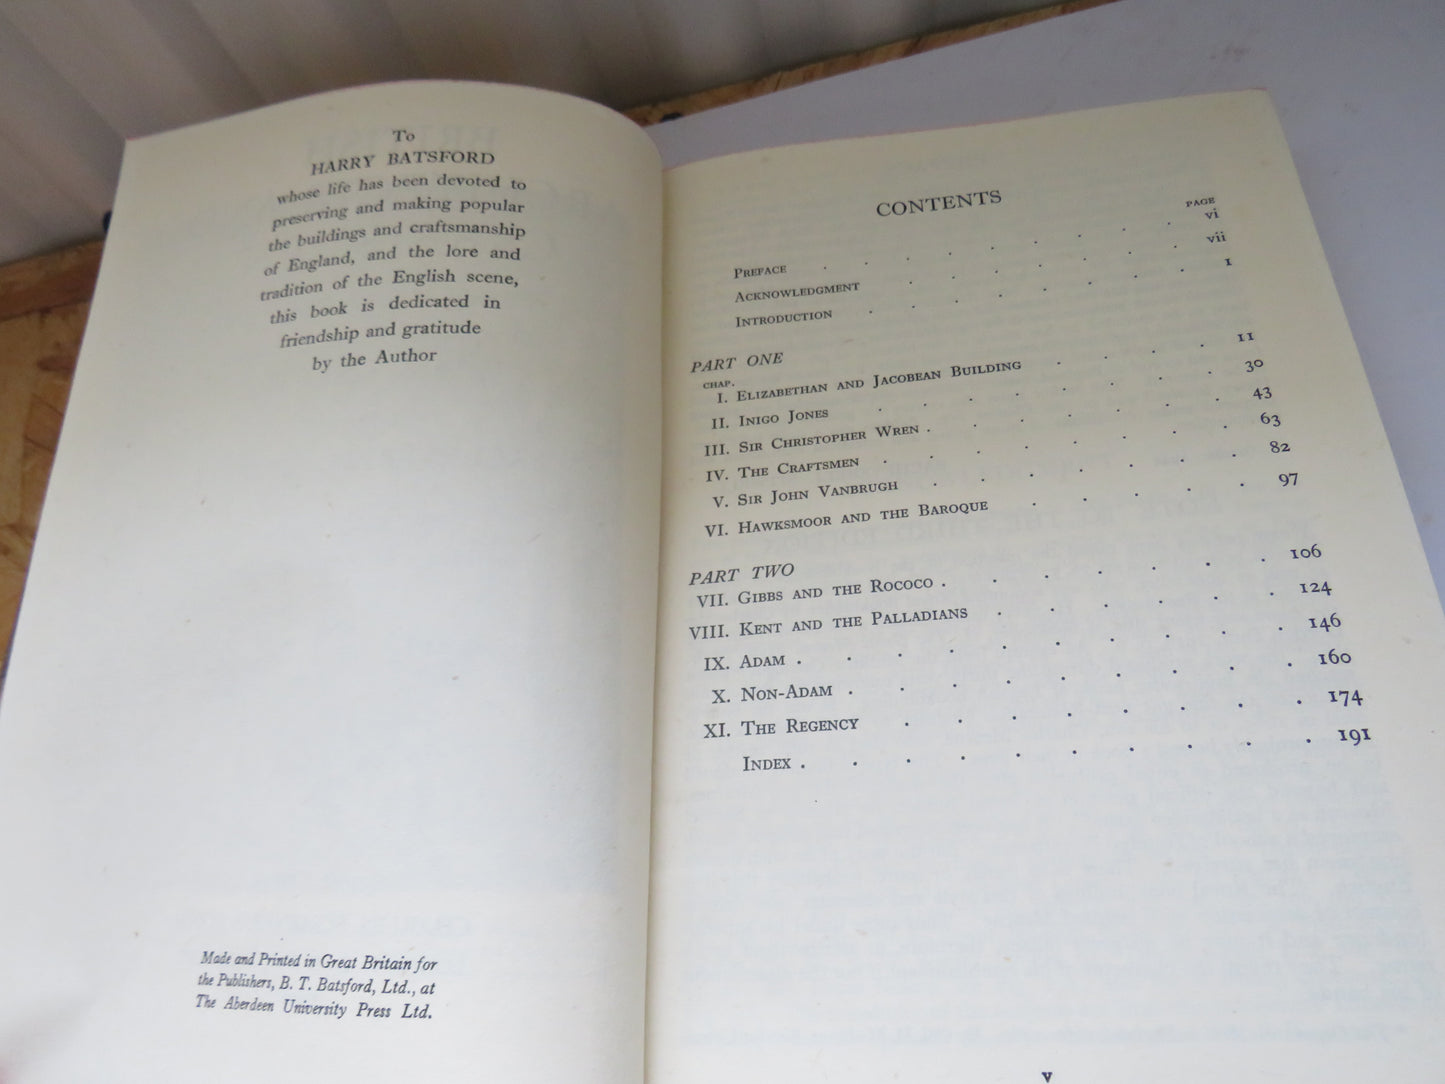 To
HARRY BATSFORD
whose life has been devoted to
preserving and making popular
the buildings and craftsmanship
of England, and the lore and
tradition of the English scene,
this book is dedicated in
friendship and gratitude
by the Author
Made and Printed in Great Britain for
the Publishers, B. T. Batsford, Ltd., at
The Aberdeen University Press Ltd.
CONTENTS
PAGE
PREFACE . . . . . . . . . vi
ACKNOWLEDGMENT . . . . . . . vii
INTRODUCTION . . . . . . . . 1
PART ONE
CHAP.
I. ELIZABETHAN AND JACOBEAN BUILDING . . . . . 11
II. INIGO JONES . . . . . . . . 30
III. SIR CHRISTOPHER WREN . . . . . . . 43
IV. THE CRAFTSMEN . . . . . . . . 63
V. SIR JOHN VANBRUGH . . . . . . . 82
VI. HAWKSMOOR AND THE BAROQUE . . . . . 97
PART TWO
VII. GIBBS AND THE ROCOCO . . . . . . . 106
VIII. KENT AND THE PALLADIANS . . . . . . 124
IX. ADAM . . . . . . . . . . 146
X. NON-ADAM . . . . . . . . . 160
XI. THE REGENCY . . . . . . . . 174
INDEX . . . . . . . . . . 191
v